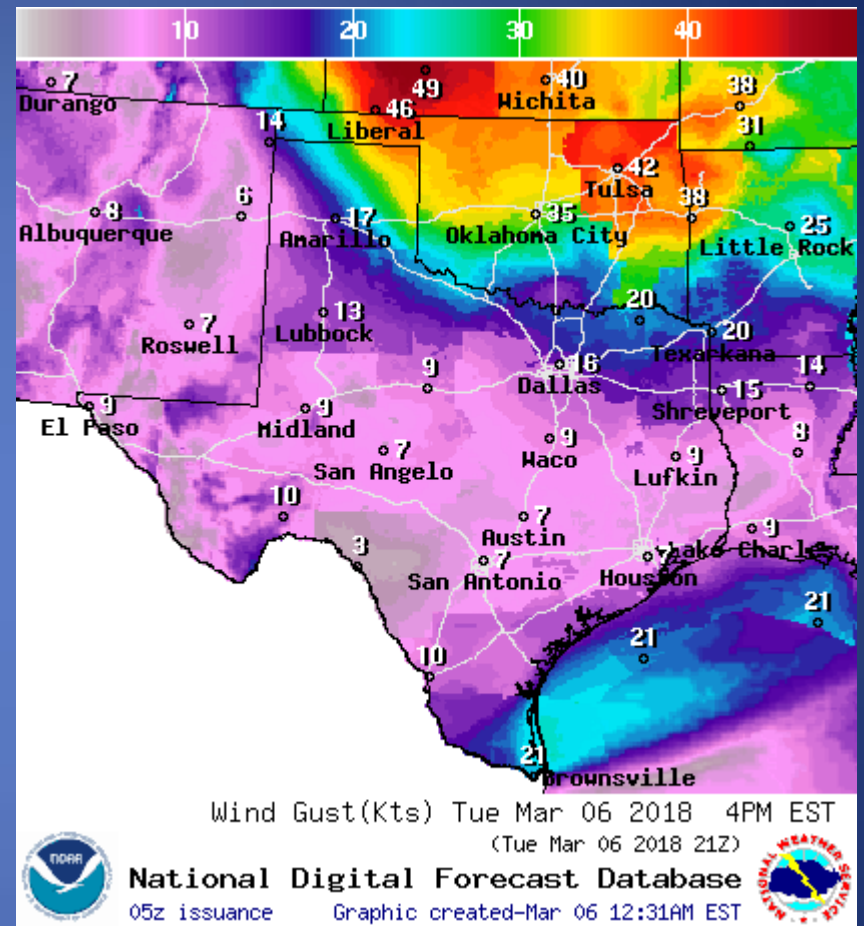 10 20 30 40
7 49 40 38
Durango 46 Wichita
Liberal 31
14
42
Tulsa
8 6 17 35 38 25
Albuquerque Amarillo Oklahoma City Little Rock
7 13 20 20
Roswell Lubbock Texarkana
9 16 15 14
Dallas Shreveport
9 9
El Paso Midland
7 9 9 8
San Angelo Waco Lufkin
10 7 9
Austin
3 7 Lake Charles
San Antonio Houston
21
21
10
21
Brownsville
Wind Gust(Kts) Tue Mar 06 2018 4PM EST
(Tue Mar 06 2018 21Z)
NOAA
National Digital Forecast Database
NATIONAL WEATHER SERVICE
05z issuance Graphic created-Mar 06 12:31AM EST